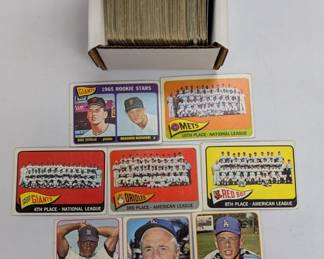 GIANTS
1965 ROOKIE STARS
METS
10TH PLACE - NATIONAL LEAGUE
GIANTS
4TH PLACE - NATIONAL LEAGUE
ORIOLES
3RD PLACE - AMERICAN LEAGUE
RED SOX
8TH PLACE - AMERICAN LEAGUE